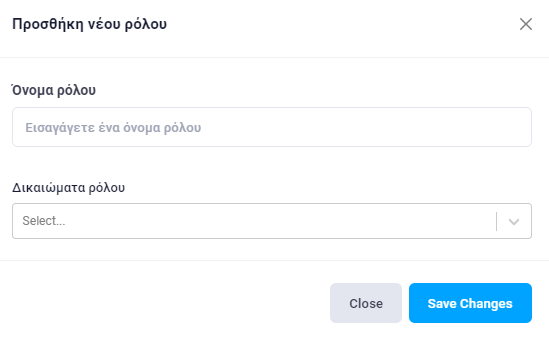 Προσθήκη νέου ρόλου
Όνομα ρόλου
Εισαγάγετε ένα όνομα ρόλου
Δικαιώματα ρόλου
Select...
Close
Save Changes